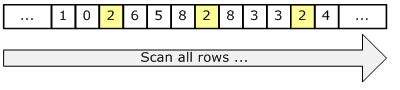 ... 1 0 2 6 5 8 2 8 3 3 2 4 ...
Scan all rows ...